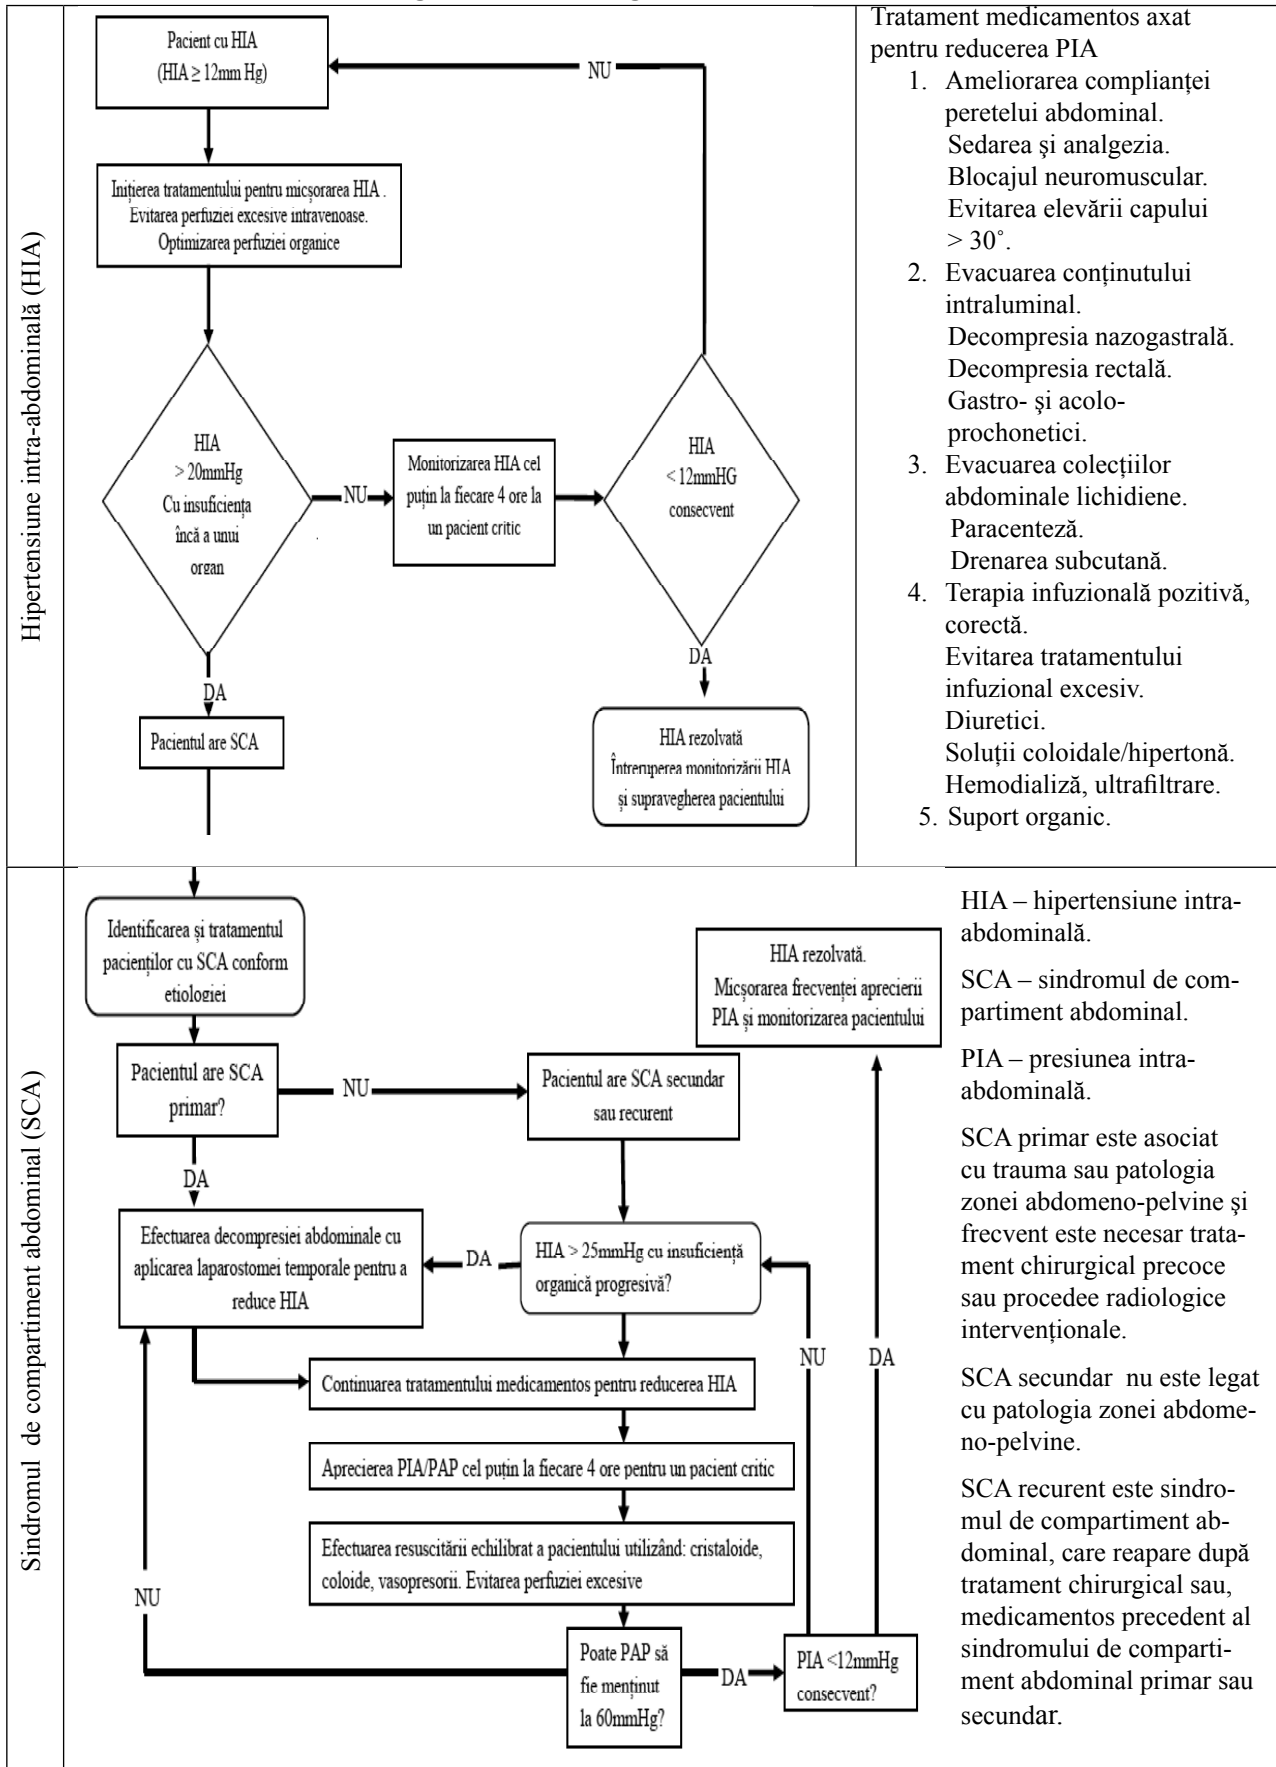 Hipertensiune intra-abdominală (HIA)
Pacient cu HIA
(HIA ≥ 12mm Hg)
NU
Inițierea tratamentului pentru micșorarea HIA .
Evitarea perfuziei excesive intravenoase.
Optimizarea perfuziei organice
HIA
> 20mmHg
Cu insuficiența
încă a unui
organ
NU
Monitorizarea HIA cel
puțin la fiecare 4 ore la
un pacient critic
HIA
< 12mmHG
consecvent
DA
DA
Pacientul are SCA
HIA rezolvată
Întreruperea monitorizării HIA
și supravegherea pacientului
Tratament medicamentos axat
pentru reducerea PIA
1. Ameliorarea complianței
peretelui abdominal.
Sedarea şi analgezia.
Blocajul neuromuscular.
Evitarea elevării capului
> 30˚.
2. Evacuarea conținutului
intraluminal.
Decompresia nazogastrală.
Decompresia rectală.
Gastro- şi acolo-
prochonetici.
3. Evacuarea colecțiilor
abdominale lichidiene.
Paracenteză.
Drenarea subcutană.
4. Terapia infuzională pozitivă,
corectă.
Evitarea tratamentului
infuzional excesiv.
Diuretici.
Soluții coloidale/hipertonă.
Hemodializă, ultrafiltrare.
5. Suport organic.
Sindromul de compartiment abdominal (SCA)
Identificarea și tratamentul
pacienților cu SCA conform
etiologiei
HIA rezolvată.
Micșorarea frecvenței aprecierii
PIA și monitorizarea pacientului
Pacientul are SCA
primar?
NU
Pacientul are SCA secundar
sau recurent
DA
Efectuarea decompresiei abdominale cu
aplicarea laparostomei temporale pentru a
reduce HIA
DA
HIA > 25mmHg cu insuficiență
organică progresivă?
NU
DA
Continuarea tratamentului medicamentos pentru reducerea HIA
Aprecierea PIA/PAP cel puțin la fiecare 4 ore pentru un pacient critic
Efectuarea resuscitării echilibrat a pacientului utilizând: cristaloide,
coloide, vasopresorii. Evitarea perfuziei excesive
NU
Poate PAP să
fie menținut
la 60mmHg?
DA
PIA <12mmHg
consecvent?
HIA – hipertensiune intra-
abdominală.
SCA – sindromul de com-
partiment abdominal.
PIA – presiunea intra-
abdominală.
SCA primar este asociat
cu trauma sau patologia
zonei abdomeno-pelvine şi
frecvent este necesar trata-
ment chirurgical precoce
sau procedee radiologice
intervenționale.
SCA secundar nu este legat
cu patologia zonei abdome-
no-pelvine.
SCA recurent este sindro-
mul de compartiment ab-
dominal, care reapare după
tratament chirurgical sau,
medicamentos precedent al
sindromului de comparti-
ment abdominal primar sau
secundar.